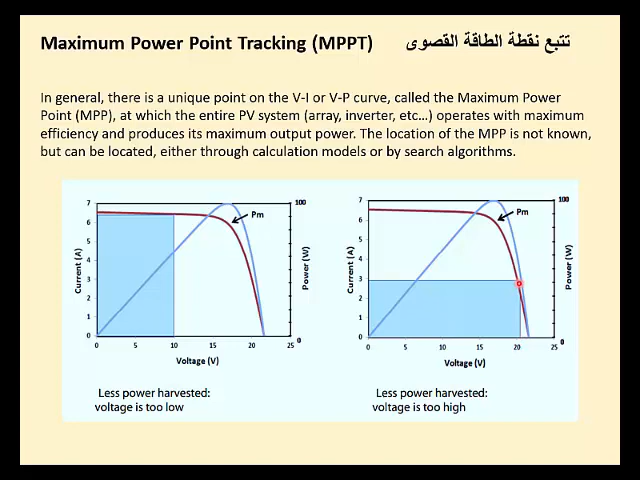 Maximum Power Point Tracking (MPPT) تتبع نقطة الطاقة القصوى
In general, there is a unique point on the V-I or V-P curve, called the Maximum Power
Point (MPP), at which the entire PV system (array, inverter, etc…) operates with maximum
efficiency and produces its maximum output power. The location of the MPP is not known,
but can be located, either through calculation models or by search algorithms.
7
6
5
4
3
2
1
0
Current (A)
Pm
100
0
Power (W)
0 5 10 15 20 25
Voltage (V)
Less power harvested:
voltage is too low
7
6
5
4
3
2
1
0
Current (A)
Pm
100
0
Power (W)
0 5 10 15 20 25
Voltage (V)
Less power harvested:
voltage is too high